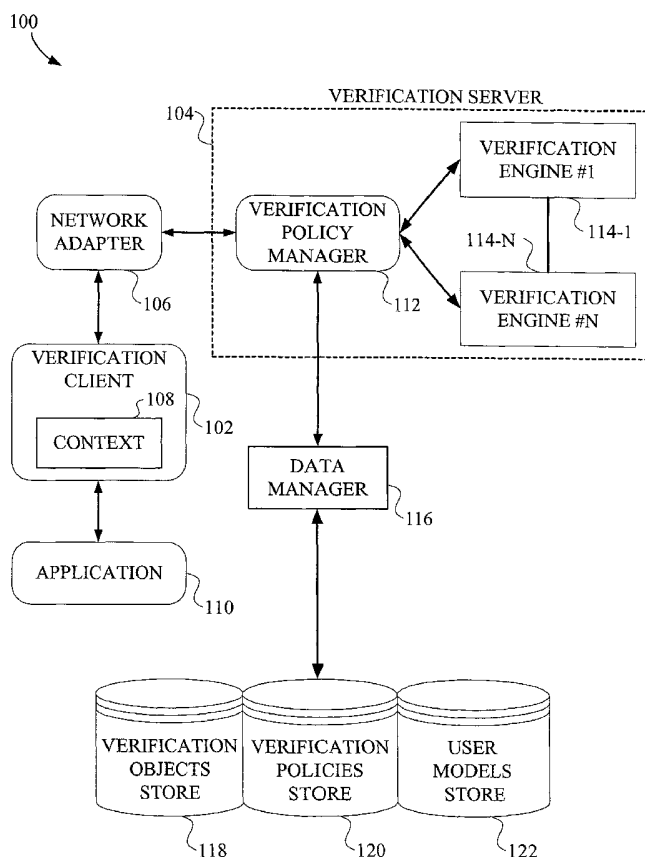 100
VERIFICATION SERVER
104
VERIFICATION
ENGINE #1
114-1
NETWORK
ADAPTER
106
VERIFICATION
POLICY
MANAGER
112
114-N
VERIFICATION
ENGINE #N
VERIFICATION
CLIENT
108
CONTEXT
102
DATA
MANAGER
116
APPLICATION
110
VERIFICATION
OBJECTS
STORE
118
VERIFICATION
POLICIES
STORE
120
USER
MODELS
STORE
122